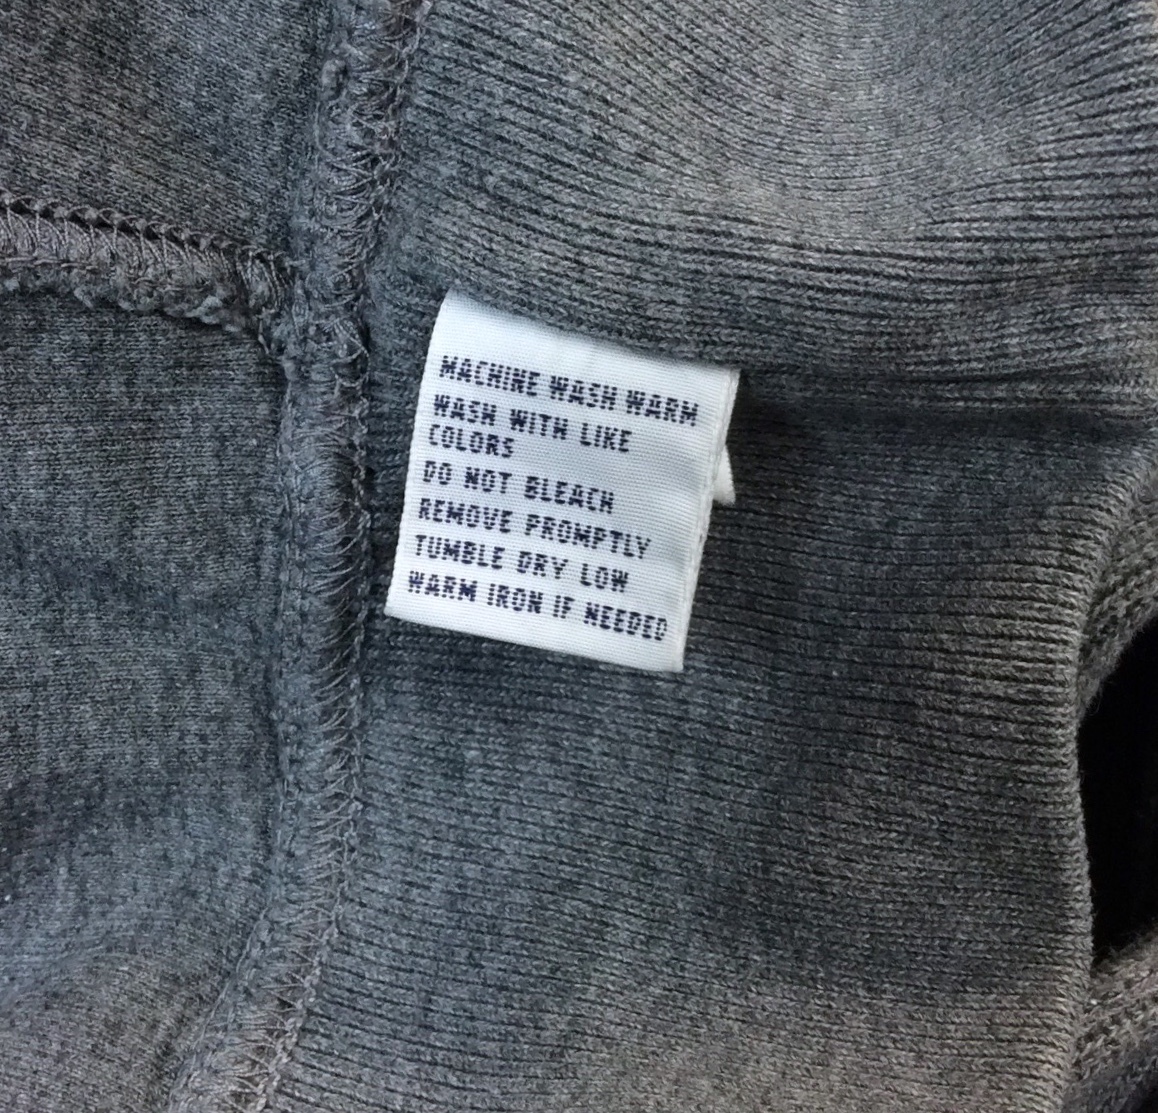 MACHINE WASH WARM
WASH WITH LIKE
COLORS
DO NOT BLEACH
REMOVE PROMPTLY
TUMBLE DRY LOW
WARM IRON IF NEEDED